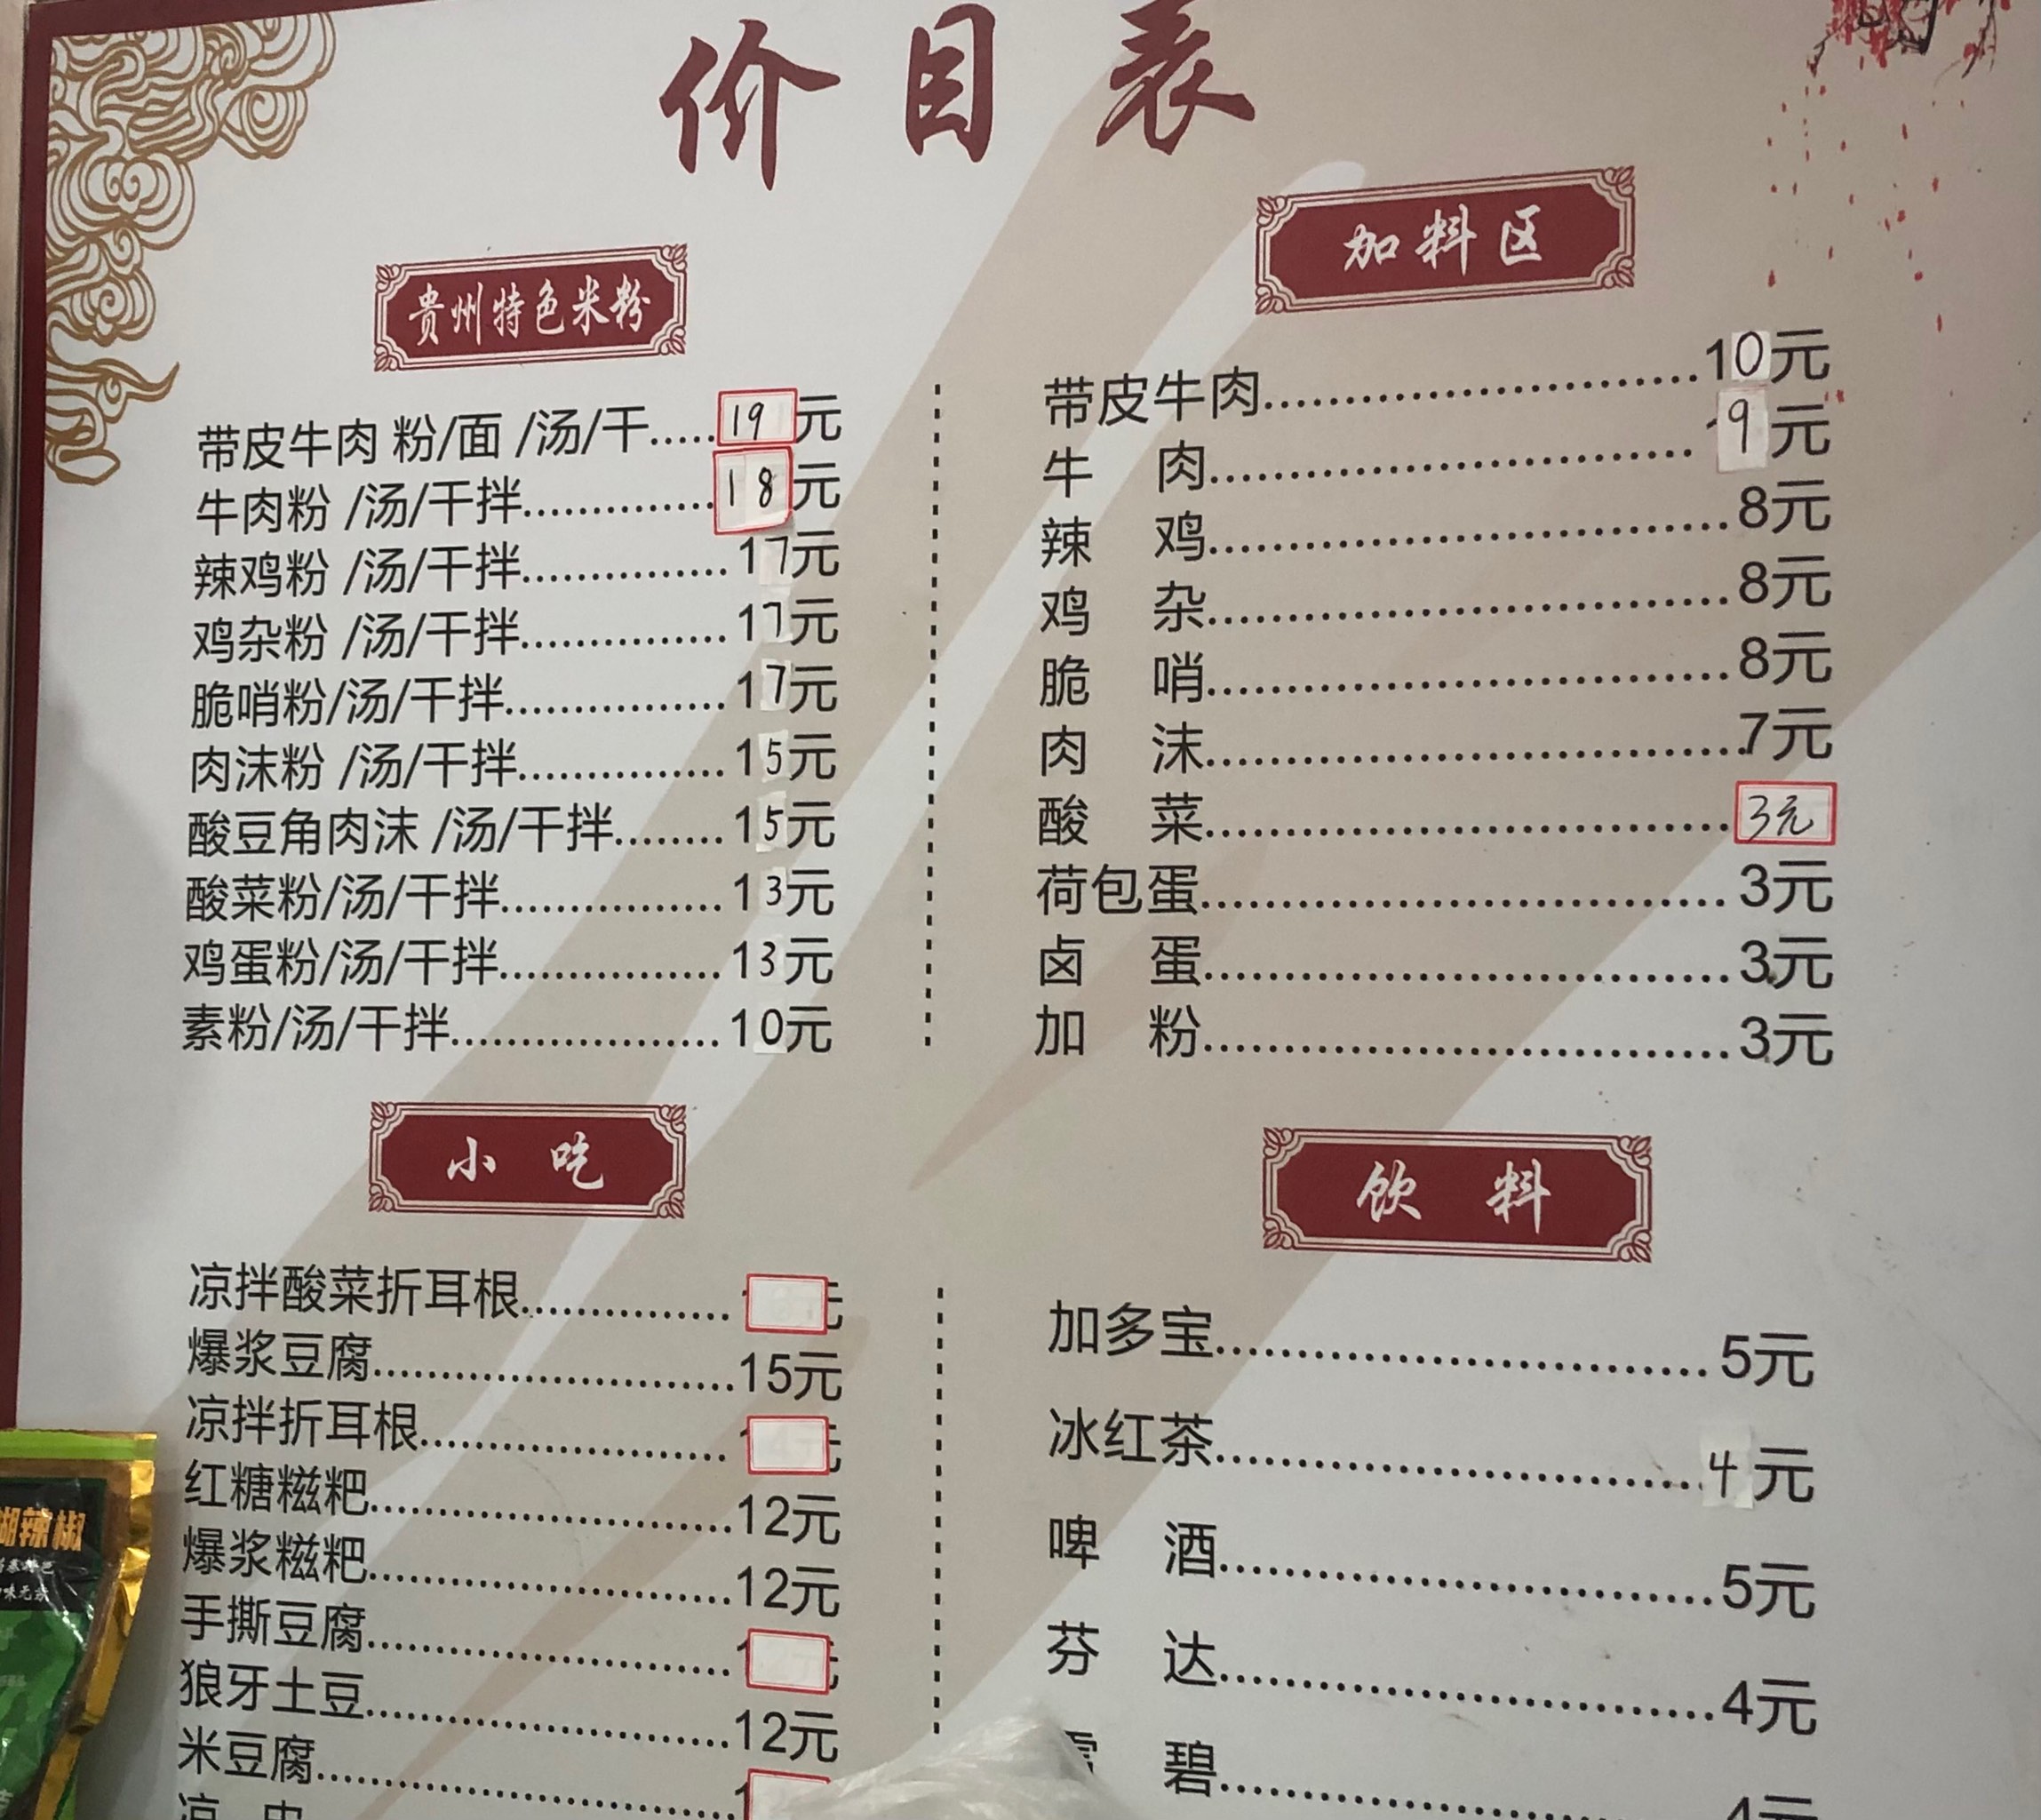 价目表
贵州特色米粉
带皮牛肉 粉/面 /汤/干.....19元
牛肉粉 /汤/干拌..............18元
辣鸡粉 /汤/干拌...............17元
鸡杂粉 /汤/干拌...............17元
脆哨粉/汤/干拌................17元
肉沫粉 /汤/干拌...............15元
酸豆角肉沫 /汤/干拌........15元
酸菜粉/汤/干拌................13元
鸡蛋粉/汤/干拌................13元
素粉/汤/干拌...................10元
加料区
带皮牛肉..............................10元
牛 肉..............................9元
辣 鸡..............................8元
鸡 杂..............................8元
脆 哨..............................8元
肉 沫..............................7元
酸 菜..............................3元
荷包蛋..............................3元
卤 蛋..............................3元
加 粉..............................3元
小吃
凉拌酸菜折耳根...............
爆浆豆腐..........................15元
凉拌折耳根......................
红糖糍粑..........................12元
爆浆糍粑..........................12元
手撕豆腐..........................
狼牙土豆..........................12元
米豆腐..............................
饮料
加多宝..............................5元
冰红茶..............................4元
啤 酒..............................5元
芬 达..............................4元
碧..............................4元
糊辣椒